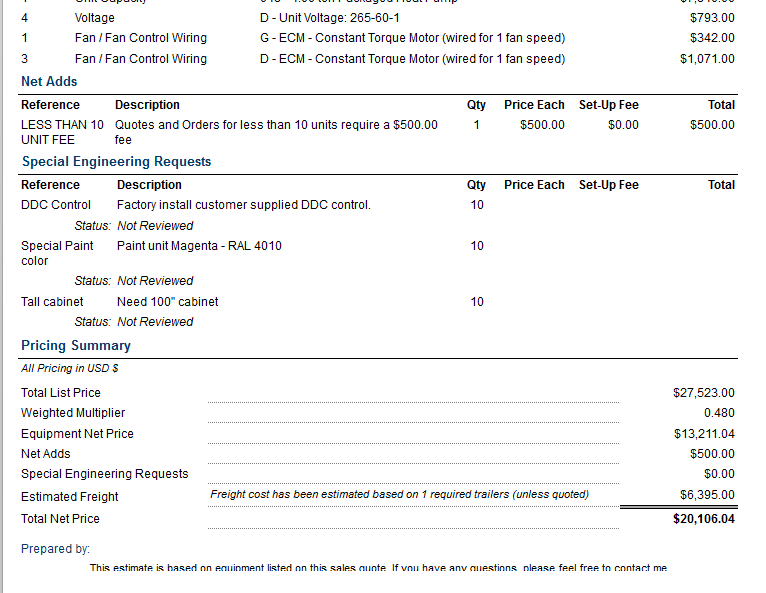 4 Voltage D - Unit Voltage: 265-60-1 $793.00
1 Fan / Fan Control Wiring G - ECM - Constant Torque Motor (wired for 1 fan speed) $342.00
3 Fan / Fan Control Wiring D - ECM - Constant Torque Motor (wired for 1 fan speed) $1,071.00
Net Adds
Reference Description Qty Price Each Set-Up Fee Total
LESS THAN 10 Quotes and Orders for less than 10 units require a $500.00 1 $500.00 $0.00 $500.00
UNIT FEE fee
Special Engineering Requests
Reference Description Qty Price Each Set-Up Fee Total
DDC Control Factory install customer supplied DDC control. 10
Status: Not Reviewed
Special Paint Paint unit Magenta - RAL 4010 10
color
Status: Not Reviewed
Tall cabinet Need 100" cabinet 10
Status: Not Reviewed
Pricing Summary
All Pricing in USD $
Total List Price $27,523.00
Weighted Multiplier 0.480
Equipment Net Price $13,211.04
Net Adds $500.00
Special Engineering Requests $0.00
Estimated Freight Freight cost has been estimated based on 1 required trailers (unless quoted) $6,395.00
Total Net Price $20,106.04
Prepared by:
This estimate is based on equipment listed on this sales quote. If you have any questions, please feel free to contact me